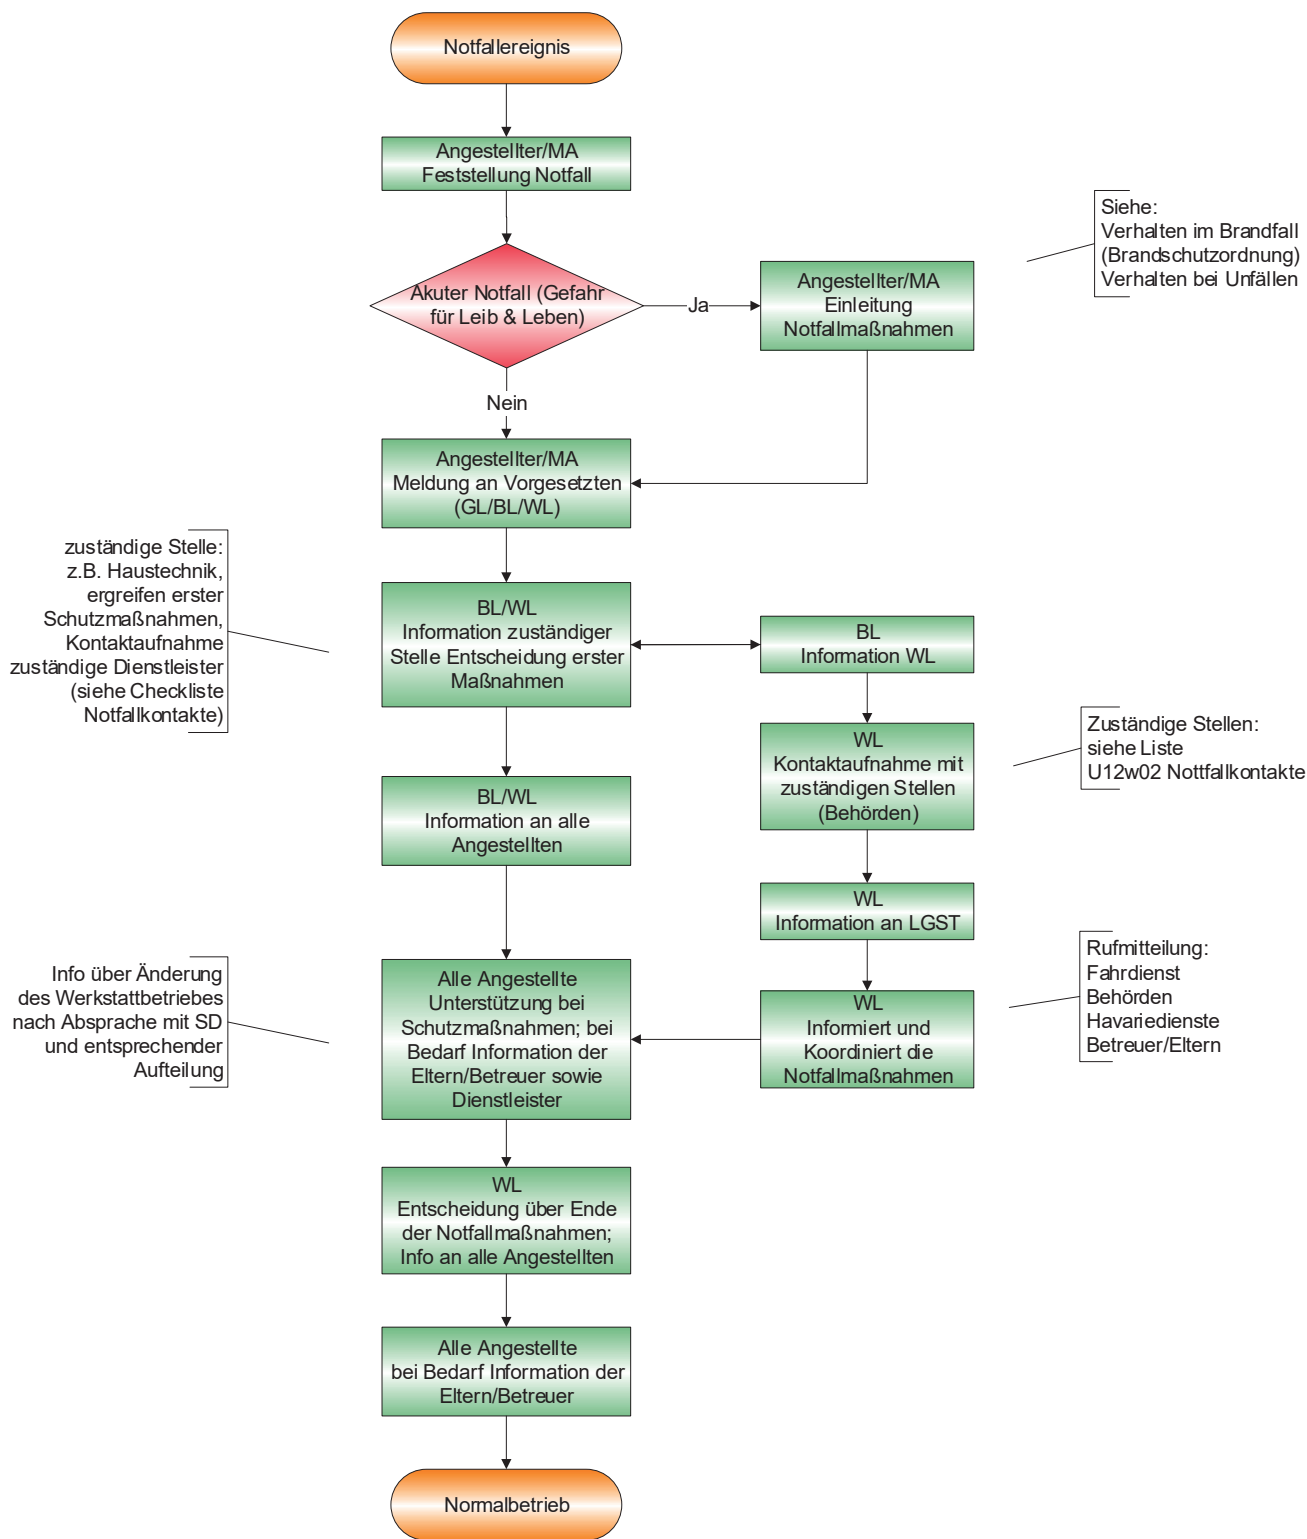 Notfallereignis
Angestellter/MA
Feststellung Notfall
Siehe:
Verhalten im Brandfall
(Brandschutzordnung)
Verhalten bei Unfällen
Akuter Notfall (Gefahr
für Leib & Leben)
Ja
Angestellter/MA
Einleitung
Notfallmaßnahmen
Nein
Angestellter/MA
Meldung an Vorgesetzten
(GL/BL/WL)
zuständige Stelle:
z.B. Haustechnik,
ergreifen erster
Schutzmaßnahmen,
Kontaktaufnahme
zuständige Dienstleister
(siehe Checkliste
Notfallkontakte)
BL/WL
Information zuständiger
Stelle Entscheidung erster
Maßnahmen
BL
Information WL
WL
Kontaktaufnahme mit
zuständigen Stellen
(Behörden)
Zuständige Stellen:
siehe Liste
U12w02 Nottfallkontakte
BL/WL
Information an alle
Angestellten
WL
Information an LGST
Info über Änderung
des Werkstattbetriebes
nach Absprache mit SD
und entsprechender
Aufteilung
Alle Angestellte
Unterstützung bei
Schutzmaßnahmen; bei
Bedarf Information der
Eltern/Betreuer sowie
Dienstleister
WL
Informiert und
Koordiniert die
Notfallmaßnahmen
Rufmitteilung:
Fahrdienst
Behörden
Havariedienste
Betreuer/Eltern
WL
Entscheidung über Ende
der Notfallmaßnahmen;
Info an alle Angestellten
Alle Angestellte
bei Bedarf Information der
Eltern/Betreuer
Normalbetrieb